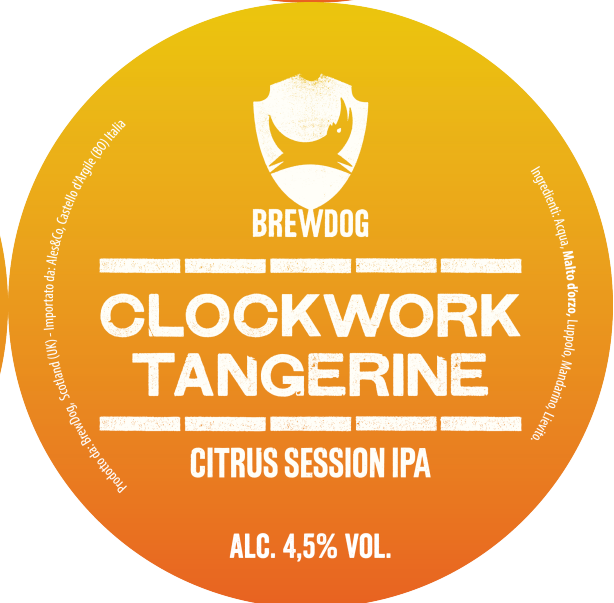 BREWDOG
CLOCKWORK
TANGERINE
CITRUS SESSION IPA
ALC. 4,5% VOL.
Prodotto da: BrewDog, Scotland (UK) - Importato da: Ales&Co, Castello d'Argile (BO) Italia
Ingredienti: Acqua, Malto d'orzo, Luppolo, Mandarino, Lievito.